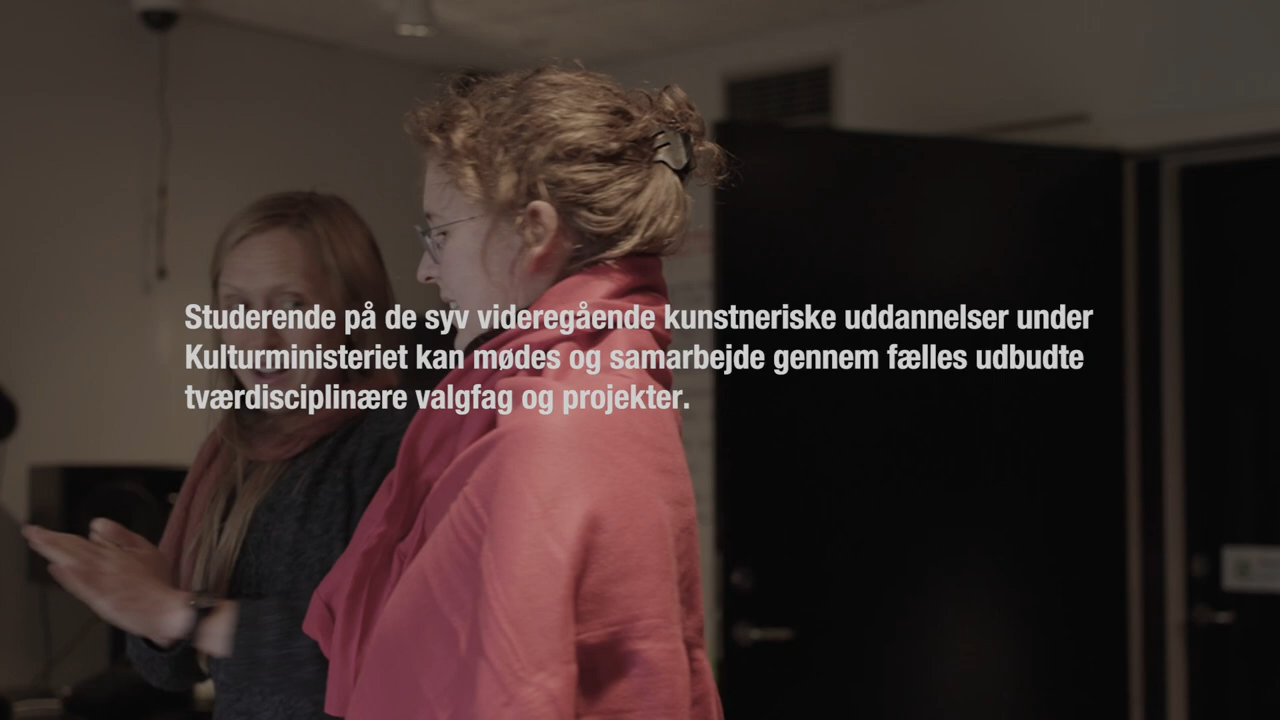 Studerende på de syv videregående kunstneriske uddannelser under
Kulturministeriet kan mødes og samarbejde gennem fælles udbudte
tværdisciplinære valgfag og projekter.